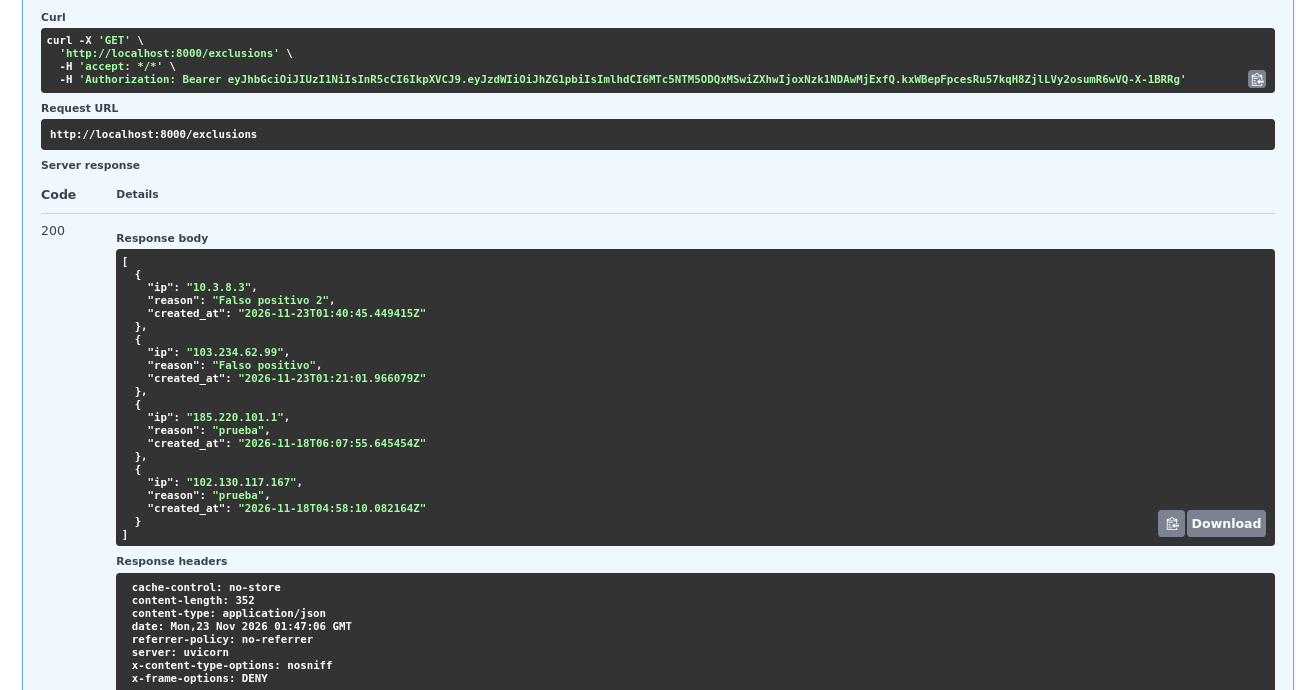 Curl
curl -X 'GET' \
'http://localhost:8000/exclusions' \
-H 'accept: */*' \
-H 'Authorization: Bearer eyJhbGciOiJIUzI1NiIsInR5cCI6IkpXVCJ9.eyJzdWIiOiJhZG1pbiIsImlhdCI6MTc5NTM5ODQxMSwiZXhwIjoxNzk1NDAwMjExfQ.kxWBepFpcesRu57kqH8ZjlLVy2osumR6wVQ-X-1BRRg'
Request URL
http://localhost:8000/exclusions
Server response
Code Details
200
Response body
[
{
"ip": "10.3.8.3",
"reason": "Falso positivo 2",
"created_at": "2026-11-23T01:40:45.449415Z"
},
{
"ip": "103.234.62.99",
"reason": "Falso positivo",
"created_at": "2026-11-23T01:21:01.966079Z"
},
{
"ip": "185.220.101.1",
"reason": "prueba",
"created_at": "2026-11-18T06:07:55.645454Z"
},
{
"ip": "102.130.117.167",
"reason": "prueba",
"created_at": "2026-11-18T04:58:10.082164Z"
}
]
Download
Response headers
cache-control: no-store
content-length: 352
content-type: application/json
date: Mon,23 Nov 2026 01:47:06 GMT
referrer-policy: no-referrer
server: uvicorn
x-content-type-options: nosniff
x-frame-options: DENY